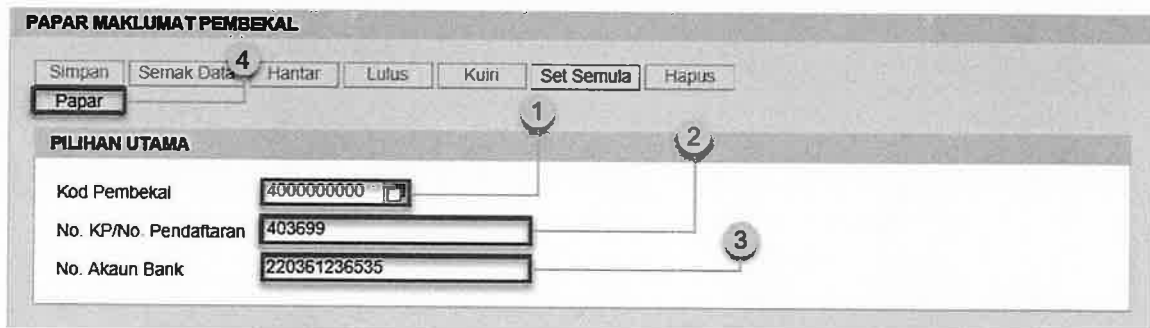 PAPAR MAKLUMAT PEMBEKAL
4
Simpan Semak Data Hantar Lulus Kuiri Set Semula Hapus
Papar
1
PILIHAN UTAMA
2
Kod Pembekal 4000000000
No. KP/No. Pendaftaran 403699
3
No. Akaun Bank 220361236535